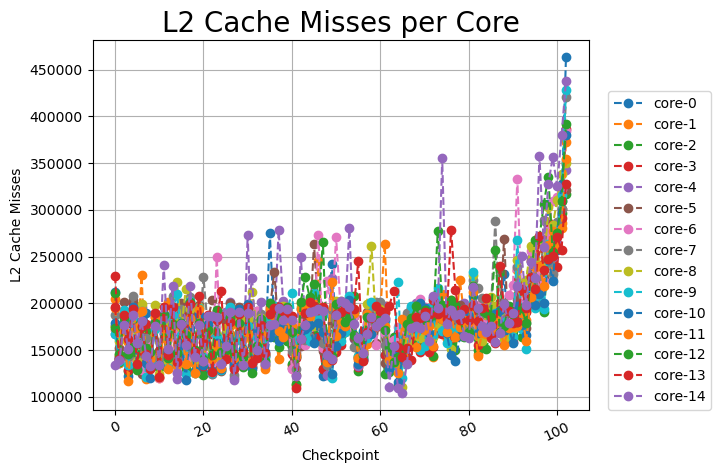 L2 Cache Misses per Core
450000
400000
350000
300000
250000
200000
150000
100000
L2 Cache Misses
0
20
40
60
80
100
Checkpoint
core-0
core-1
core-2
core-3
core-4
core-5
core-6
core-7
core-8
core-9
core-10
core-11
core-12
core-13
core-14